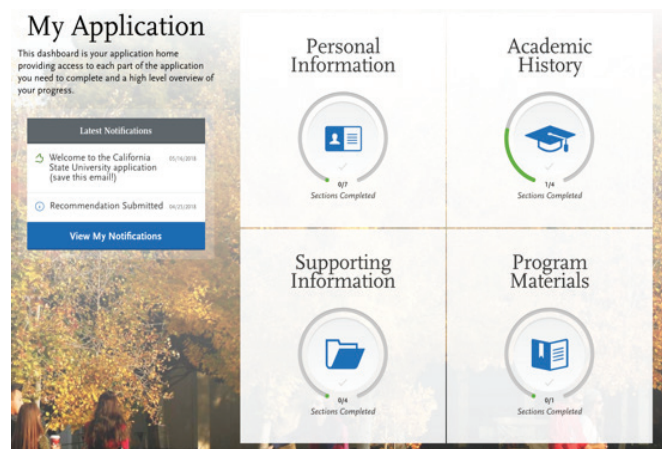 My Application
This dashboard is your application home
providing access to each part of the application
you need to complete and a high level overview of
your progress.
Latest Notifications
Welcome to the California 05/16/2018
State University application
(save this email!)
Recommendation Submitted 04/21/2018
View My Notifications
Personal
Information
0/7
Sections Completed
Academic
History
1/4
Sections Completed
Supporting
Information
0/4
Sections Completed
Program
Materials
0/1
Sections Completed